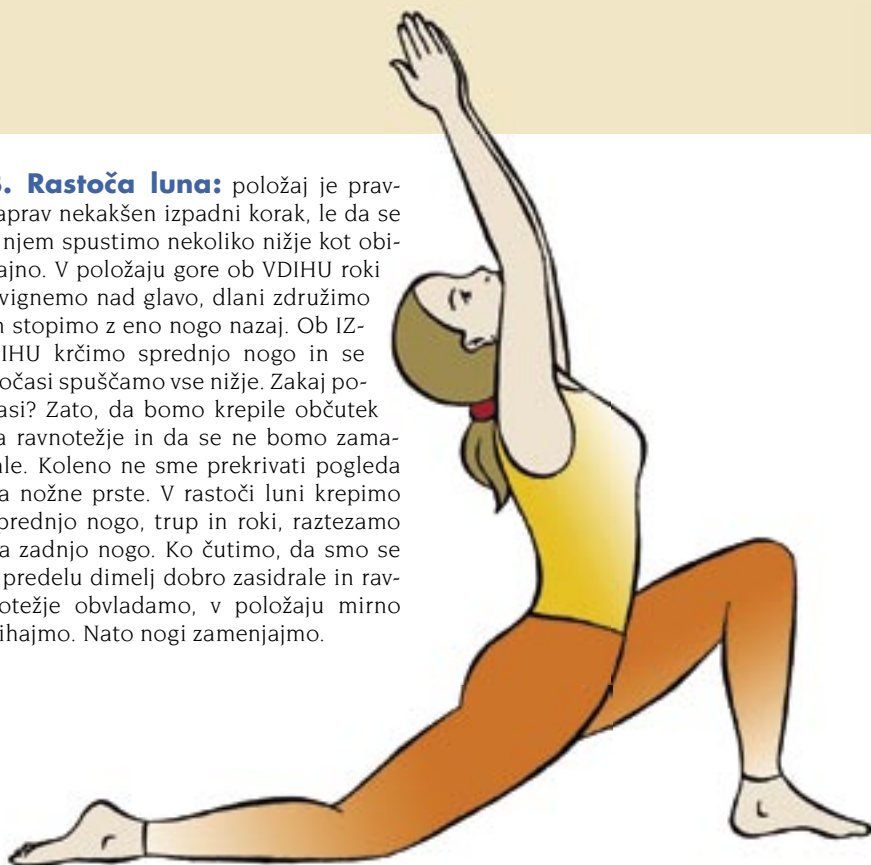 . Rastoča luna: položaj je prav-
aprav nekakšen izpadni korak, le da se
njem spustimo nekoliko nižje kot obi-
ajno. V položaju gore ob VDIHU roki
vignemo nad glavo, dlani združimo
stopimo z eno nogo nazaj. Ob IZ-
IHU krčimo sprednjo nogo in se
očasi spuščamo vse nižje. Zakaj po-
asi? Zato, da bomo krepile občutek
a ravnotežje in da se ne bomo zama-
ale. Koleno ne sme prekrivati pogleda
a nožne prste. V rastoči luni krepimo
prednjo nogo, trup in roki, raztezamo
a zadnjo nogo. Ko čutimo, da smo se
predelu dimelj dobro zasidrale in rav-
otežje obvladamo, v položaju mirno
ihajmo. Nato nogi zamenjajmo.